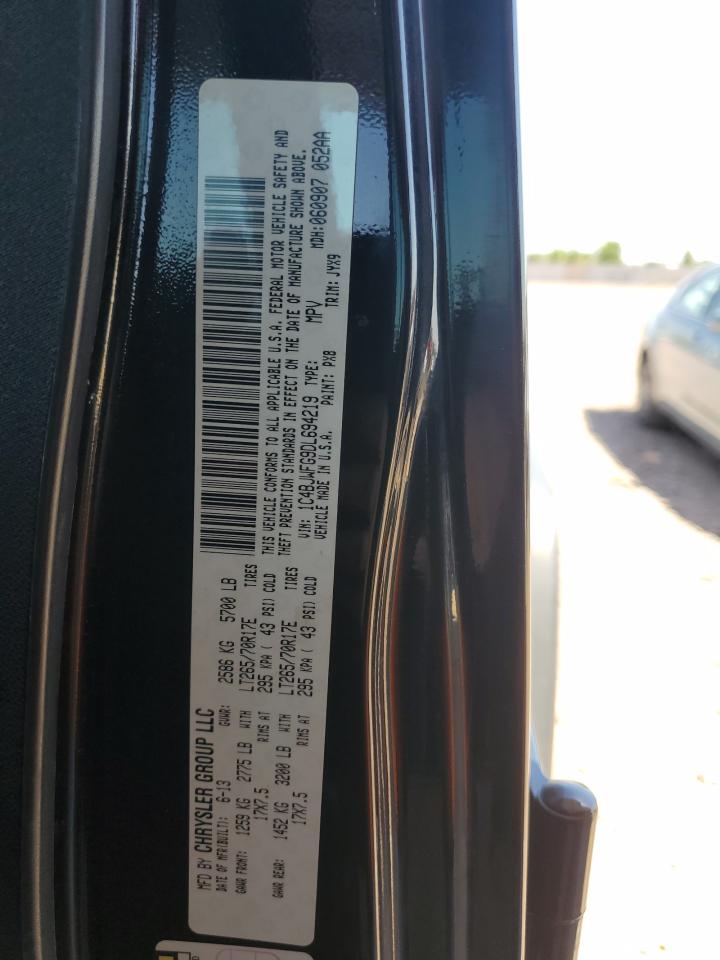 MFD BY CHRYSLER GROUP LLC
DATE OF MFR(BUILT): 6-13 GVWR: 2586 KG 5700 LB
GAWR FRONT: 1259 KG 2775 LB WITH LT265/70R17E TIRES
17X7.5 RIMS AT 295 KPA ( 43 PSI) COLD
GAWR REAR: 1452 KG 3200 LB WITH LT265/70R17E TIRES
17X7.5 RIMS AT 295 KPA ( 43 PSI) COLD
THIS VEHICLE CONFORMS TO ALL APPLICABLE U.S.A. FEDERAL MOTOR VEHICLE SAFETY AND
THEFT PREVENTION STANDARDS IN EFFECT ON THE DATE OF MANUFACTURE SHOWN ABOVE.
VIN: 1C4BJWFG9DL694219 TYPE: MPV MDH:060907 052AA
VEHICLE MADE IN U.S.A. PAINT: PX8 TRIM: JYX9